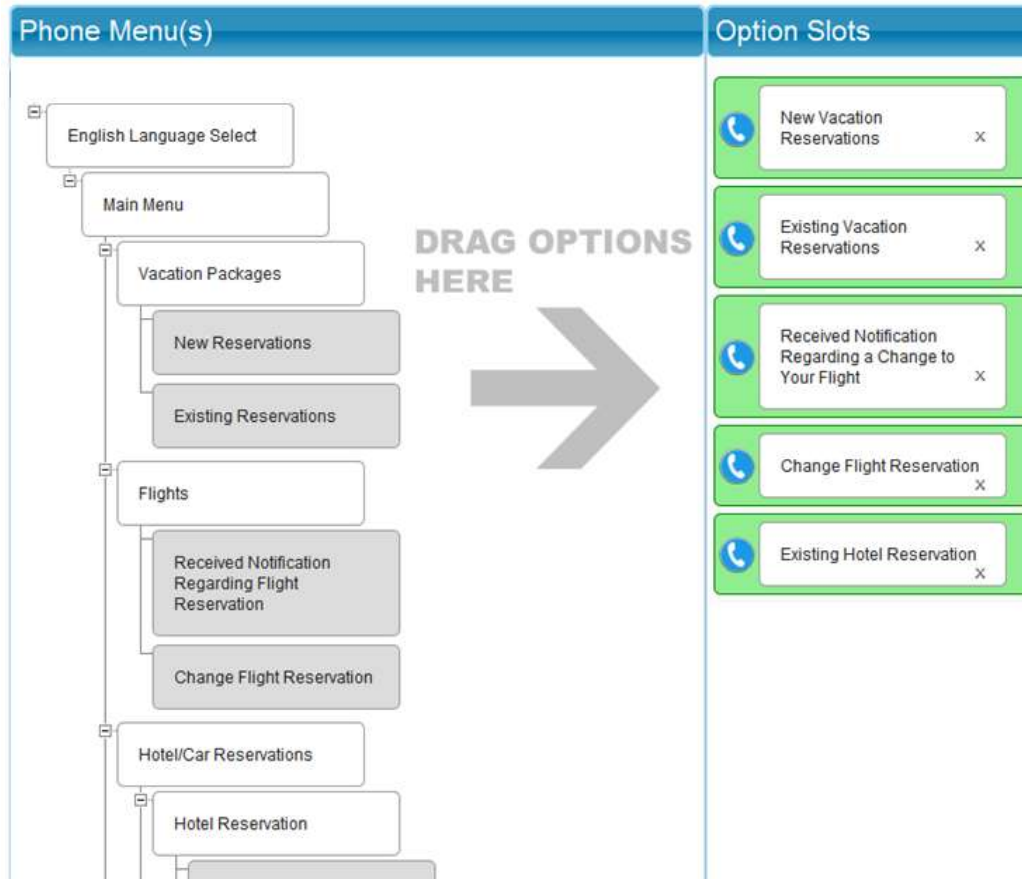 Phone Menu(s)
English Language Select
Main Menu
Vacation Packages
New Reservations
Existing Reservations
Flights
Received Notification
Regarding Flight
Reservation
Change Flight Reservation
Hotel/Car Reservations
Hotel Reservation
DRAG OPTIONS
HERE
Option Slots
New Vacation
Reservations x
Existing Vacation
Reservations x
Received Notification
Regarding a Change to
Your Flight x
Change Flight Reservation
x
Existing Hotel Reservation
x